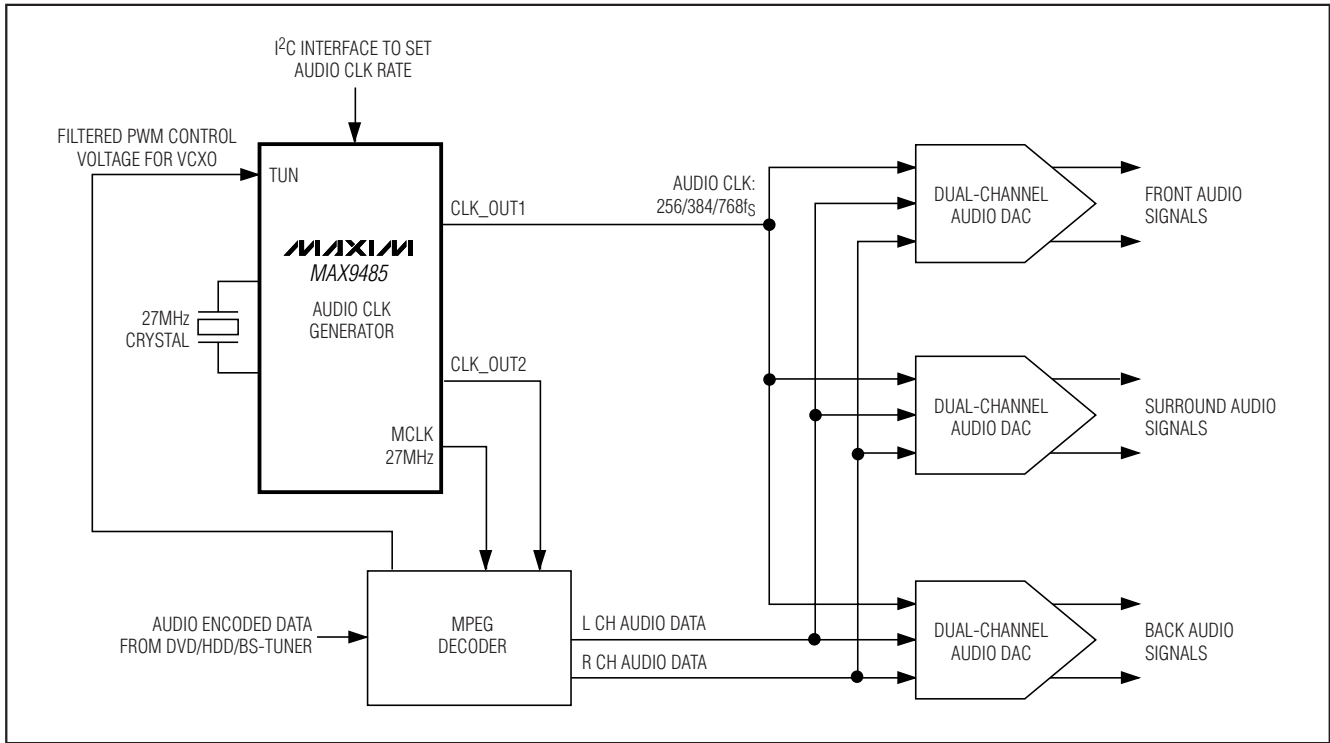 I²C INTERFACE TO SET
AUDIO CLK RATE
FILTERED PWM CONTROL
VOLTAGE FOR VCXO
TUN
CLK_OUT1
AUDIO CLK:
256/384/768fS
MAXIM
MAX9485
AUDIO CLK
GENERATOR
27MHz
CRYSTAL
CLK_OUT2
MCLK
27MHz
DUAL-CHANNEL
AUDIO DAC
FRONT AUDIO
SIGNALS
DUAL-CHANNEL
AUDIO DAC
SURROUND AUDIO
SIGNALS
AUDIO ENCODED DATA
FROM DVD/HDD/BS-TUNER
MPEG
DECODER
L CH AUDIO DATA
R CH AUDIO DATA
DUAL-CHANNEL
AUDIO DAC
BACK AUDIO
SIGNALS